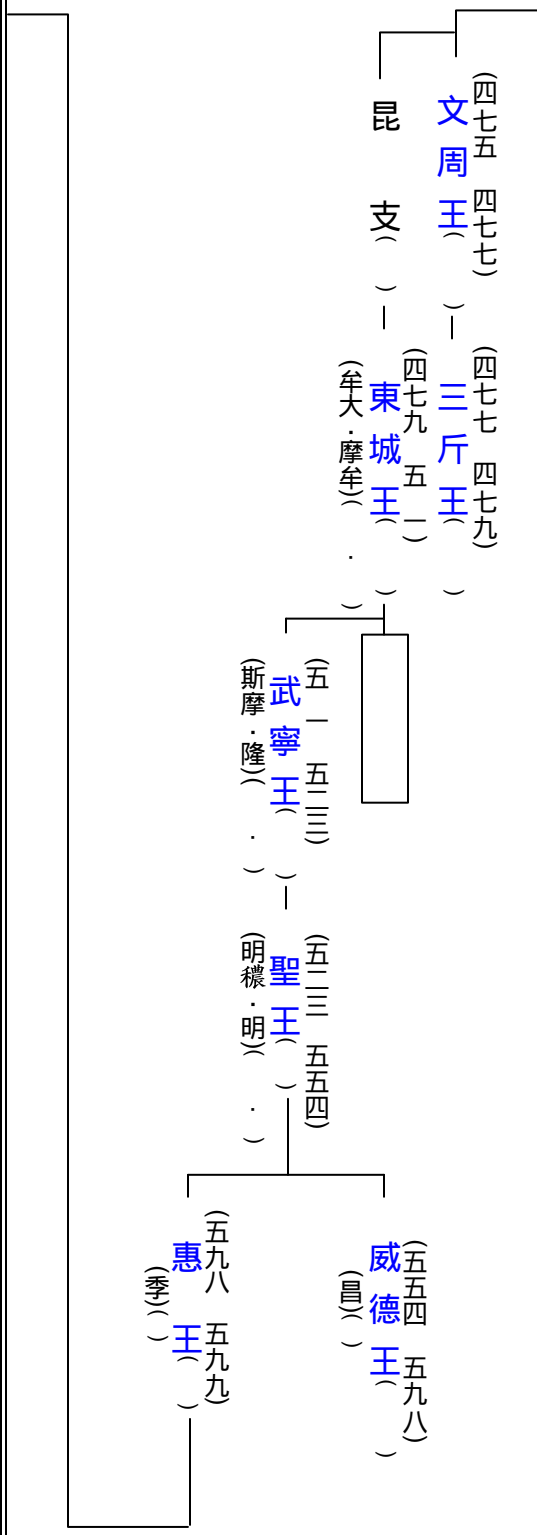 (四七五 四七七)
文周王( )
(四七七 四七九)
三斤王( )
昆 支( )
(四七九 五 一)
東城王( )
(牟大·摩牟)( · )
(五 一 五二三)
武寧王( )
(斯摩·隆)( · )
(五二三 五五四)
聖王( )
(明穠·明)( · )
(五五四 五九八)
威德王( )
(昌)( )
(五九八 五九九)
惠 王( )
(季)( )